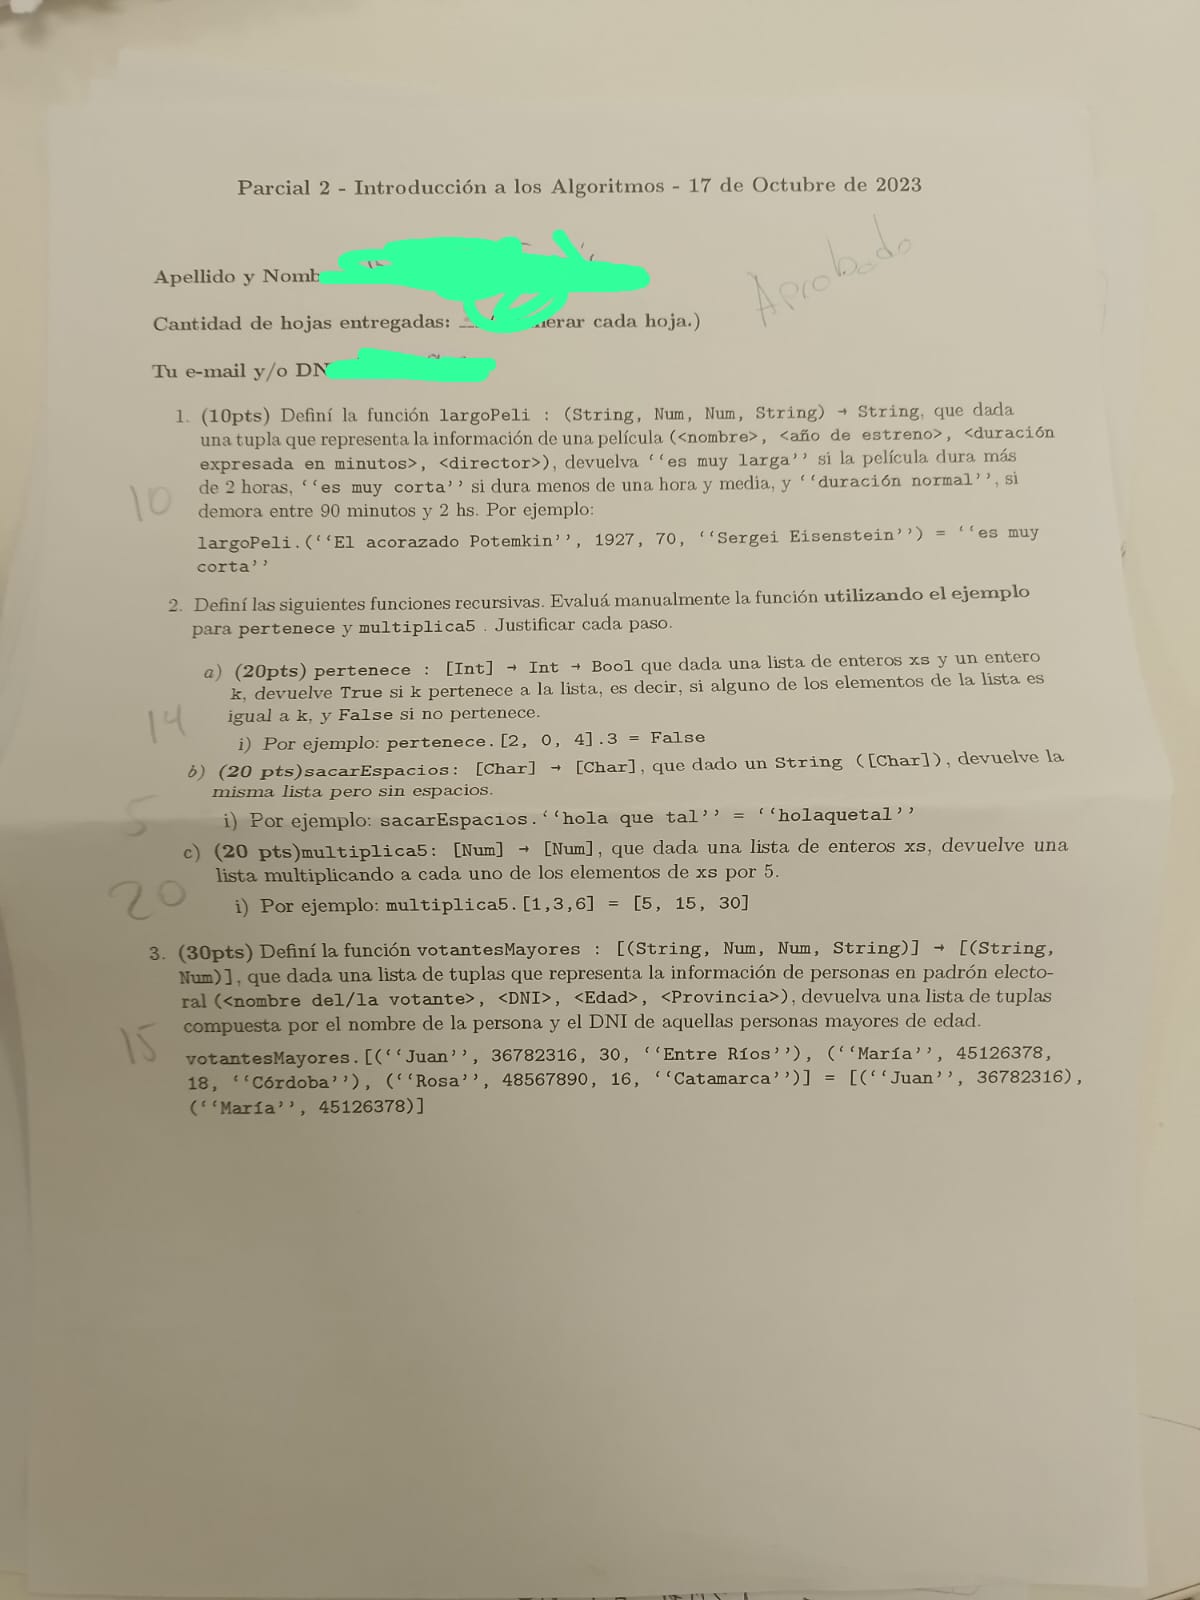 Parcial 2 - Introducción a los Algoritmos - 17 de Octubre de 2023
Aprobado
Apellido y Nomb
Cantidad de hojas entregadas: erar cada hoja.)
Tu e-mail y/o DN
1. (10pts) Definí la función largoPeli : (String, Num, Num, String) → String, que dada
una tupla que representa la información de una película (<nombre>, <año de estreno>, <duración
expresada en minutos>, <director>), devuelva ‘‘es muy larga’’ si la película dura más
de 2 horas, ‘‘es muy corta’’ si dura menos de una hora y media, y ‘‘duración normal’’, si
10
demora entre 90 minutos y 2 hs. Por ejemplo:
largoPeli.(‘‘El acorazado Potemkin’’, 1927, 70, ‘‘Sergei Eisenstein’’) = ‘‘es muy
corta’’
2. Definí las siguientes funciones recursivas. Evaluá manualmente la función utilizando el ejemplo
para pertenece y multiplica5 . Justificar cada paso.
a) (20pts) pertenece : [Int] → Int → Bool que dada una lista de enteros xs y un entero
k, devuelve True si k pertenece a la lista, es decir, si alguno de los elementos de la lista es
igual a k, y False si no pertenece.
14
i) Por ejemplo: pertenece.[2, 0, 4].3 = False
b) (20 pts)sacarEspacios: [Char] → [Char], que dado un String ([Char]), devuelve la
misma lista pero sin espacios.
5
i) Por ejemplo: sacarEspacios.‘‘hola que tal’’ = ‘‘holaquetal’’
c) (20 pts)multiplica5: [Num] → [Num], que dada una lista de enteros xs, devuelve una
lista multiplicando a cada uno de los elementos de xs por 5.
20
i) Por ejemplo: multiplica5.[1,3,6] = [5, 15, 30]
3. (30pts) Definí la función votantesMayores : [(String, Num, Num, String)] → [(String,
Num)], que dada una lista de tuplas que representa la información de personas en padrón electo-
ral (<nombre del/la votante>, <DNI>, <Edad>, <Provincia>), devuelva una lista de tuplas
compuesta por el nombre de la persona y el DNI de aquellas personas mayores de edad.
15
votantesMayores.[(‘‘Juan’’, 36782316, 30, ‘‘Entre Ríos’’), (‘‘María’’, 45126378,
18, ‘‘Córdoba’’), (‘‘Rosa’’, 48567890, 16, ‘‘Catamarca’’)] = [(‘‘Juan’’, 36782316),
(‘‘María’’, 45126378)]